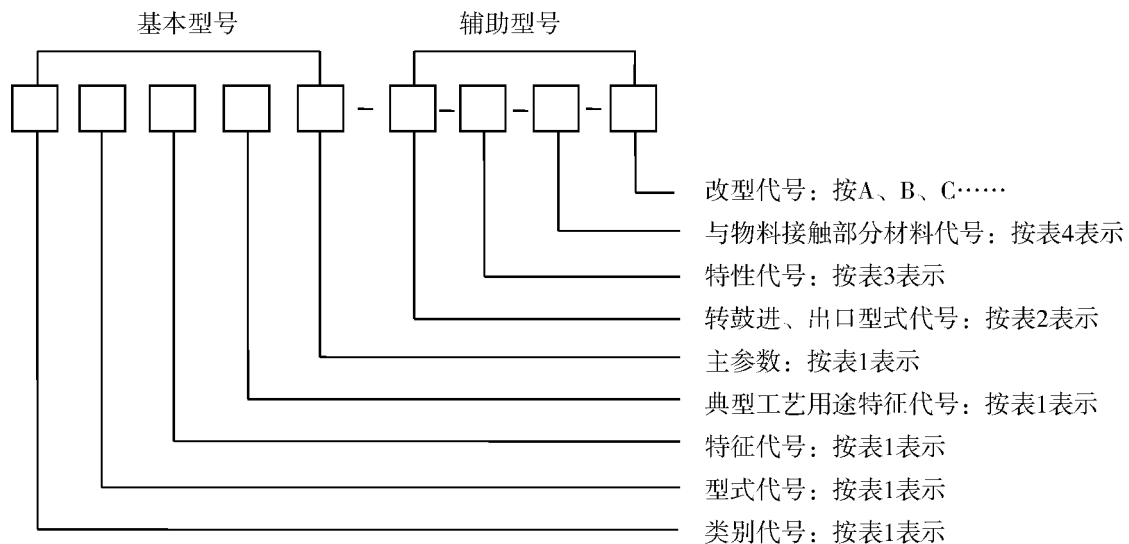 基本型号 辅助型号
改型代号：按A、B、C……
与物料接触部分材料代号：按表4表示
特性代号：按表3表示
转鼓进、出口型式代号：按表2表示
主参数：按表1表示
典型工艺用途特征代号：按表1表示
特征代号：按表1表示
型式代号：按表1表示
类别代号：按表1表示